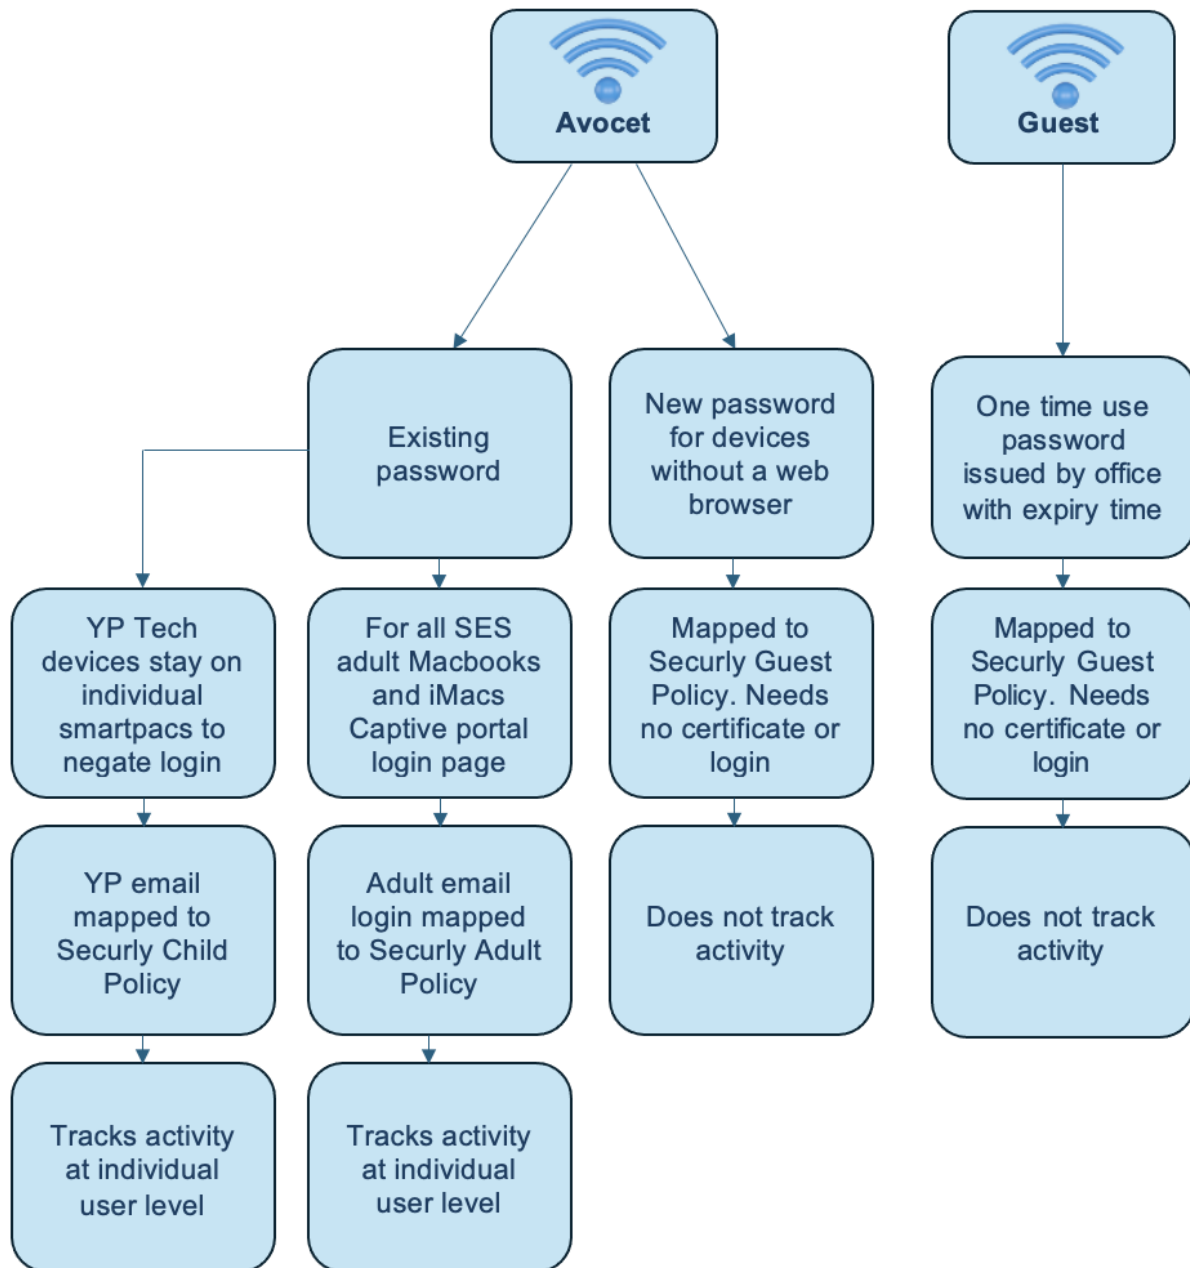 Avocet
Guest
Existing
password
New password
for devices
without a web
browser
One time use
password
issued by office
with expiry time
YP Tech
devices stay on
individual
smartpacs to
negate login
For all SES
adult Macbooks
and iMacs
Captive portal
login page
Mapped to
Securly Guest
Policy. Needs
no certificate or
login
Mapped to
Securly Guest
Policy. Needs
no certificate or
login
YP email
mapped to
Securly Child
Policy
Adult email
login mapped
to Securly Adult
Policy
Does not track
activity
Does not track
activity
Tracks activity
at individual
user level
Tracks activity
at individual
user level